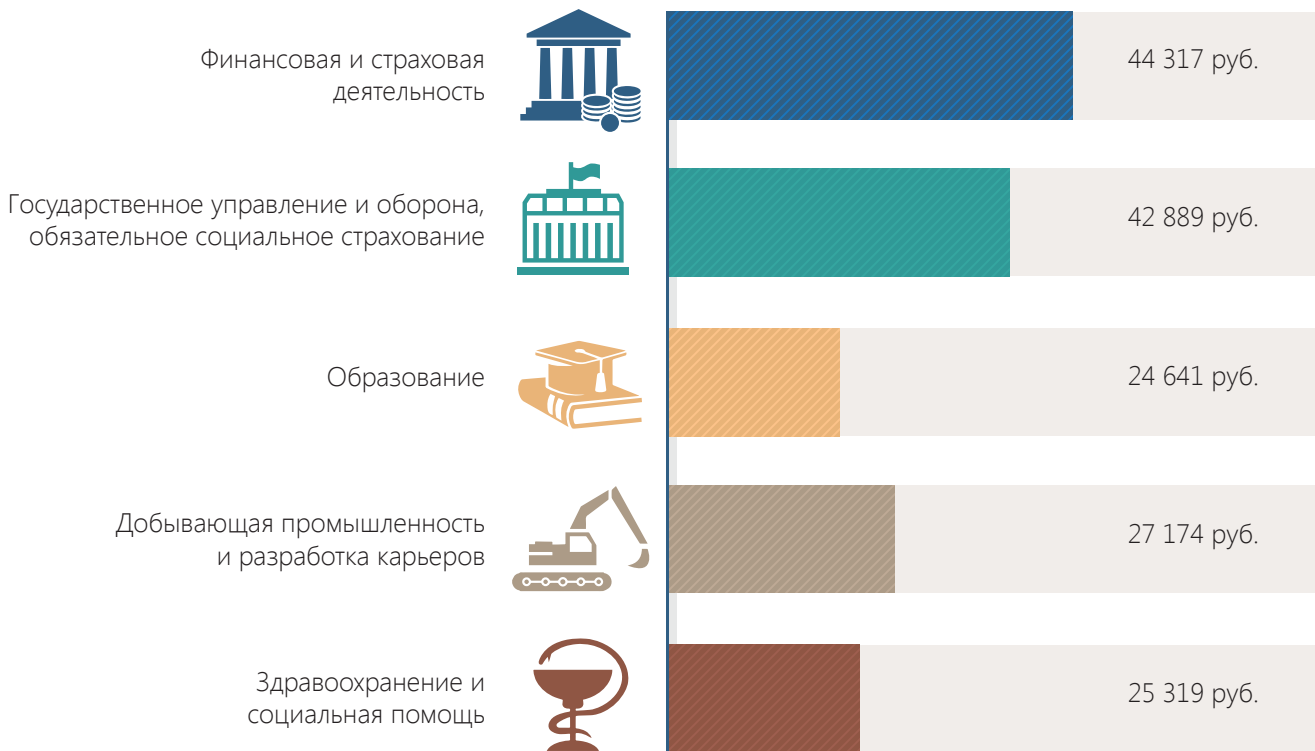 Финансовая и страховая
деятельность
44 317 руб.
Государственное управление и оборона,
обязательное социальное страхование
42 889 руб.
Образование
24 641 руб.
Добывающая промышленность
и разработка карьеров
27 174 руб.
Здравоохранение и
социальная помощь
25 319 руб.